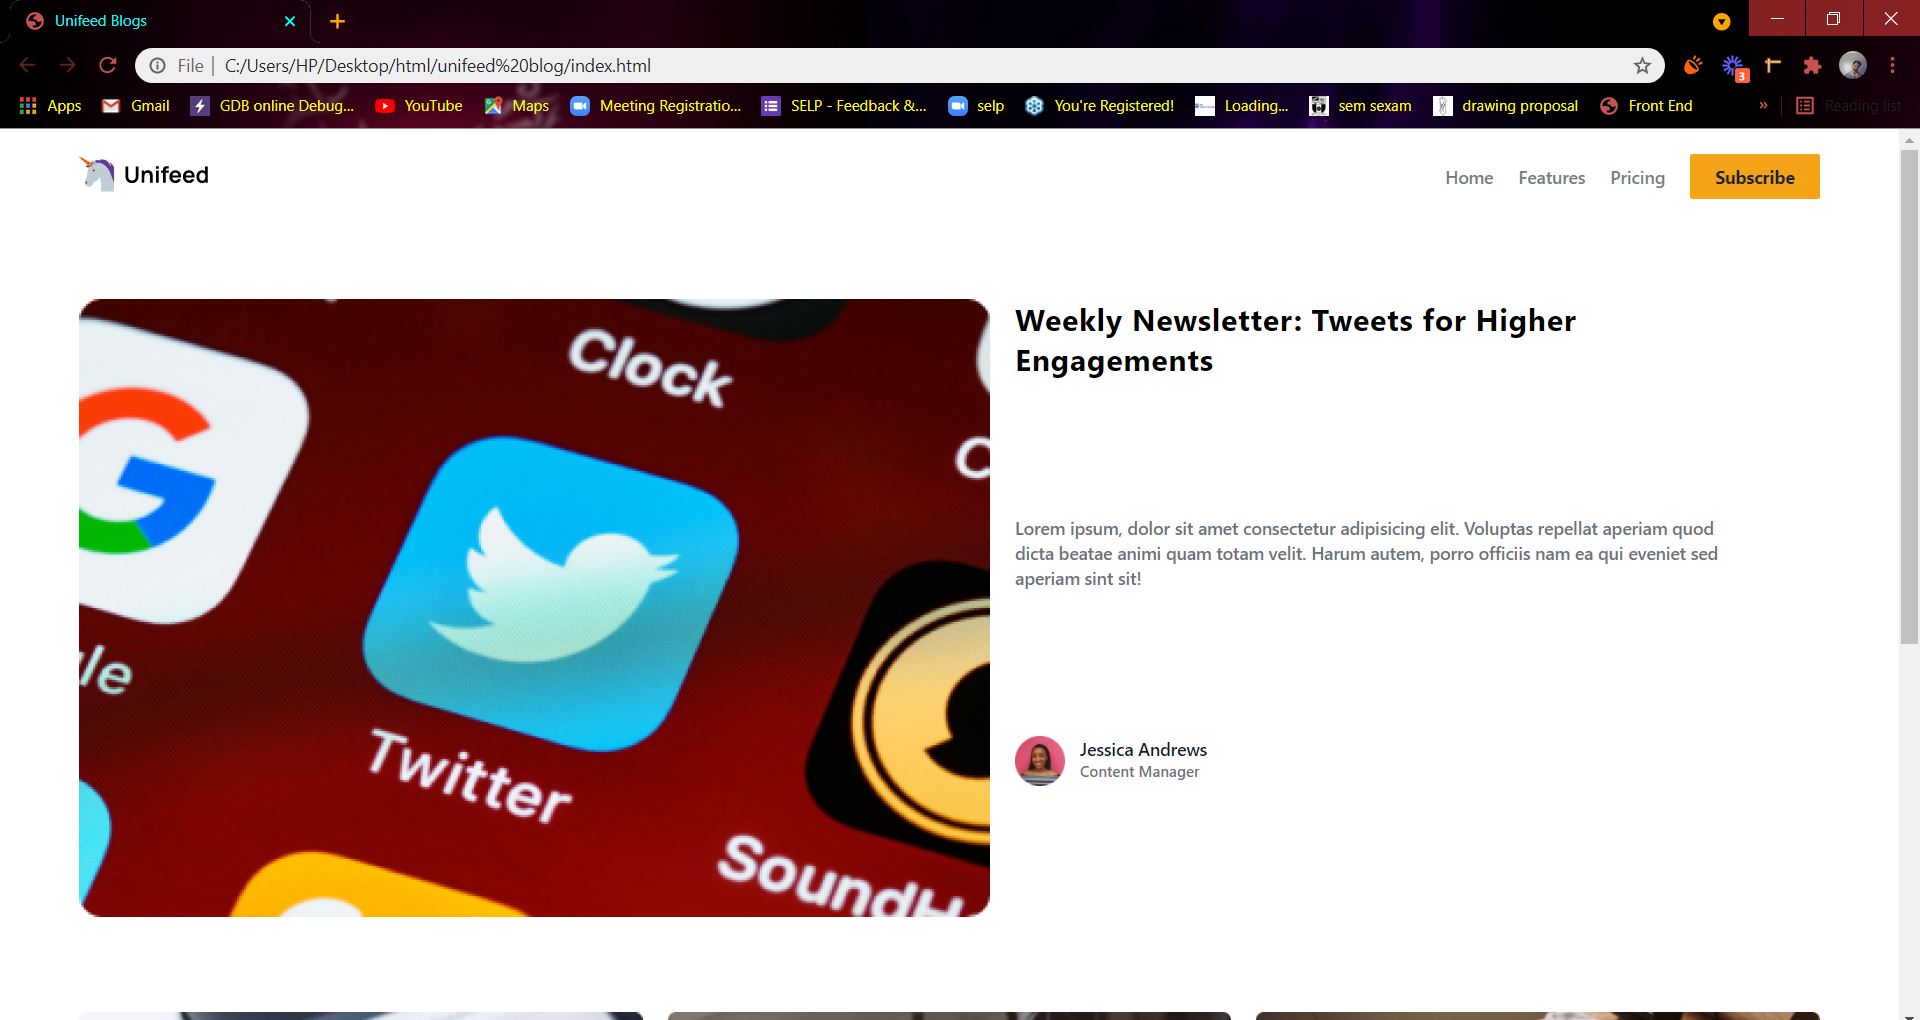 Unifeed Blogs
File
C:/Users/HP/Desktop/html/unifeed%20blog/index.html
3
Apps
Gmail
GDB online Debug...
YouTube
Maps
Meeting Registratio...
SELP - Feedback &...
selp
You're Registered!
Loading...
sem sexam
drawing proposal
Front End
»
Reading list
Unifeed
Home
Features
Pricing
Subscribe
Clock
C
G
le
Twitter
SoundH
Weekly Newsletter: Tweets for Higher
Engagements
Lorem ipsum, dolor sit amet consectetur adipisicing elit. Voluptas repellat aperiam quod
dicta beatae animi quam totam velit. Harum autem, porro officiis nam ea qui eveniet sed
aperiam sint sit!
Jessica Andrews
Content Manager